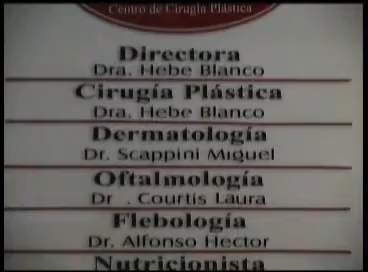 Centro de Cirugía Plástica
Directora
Dra. Hebe Blanco
Cirugía Plástica
Dra. Hebe Blanco
Dermatología
Dr. Scappini Miguel
Oftalmología
Dr . Courtis Laura
Flebología
Dr. Alfonso Hector
Nutricionista